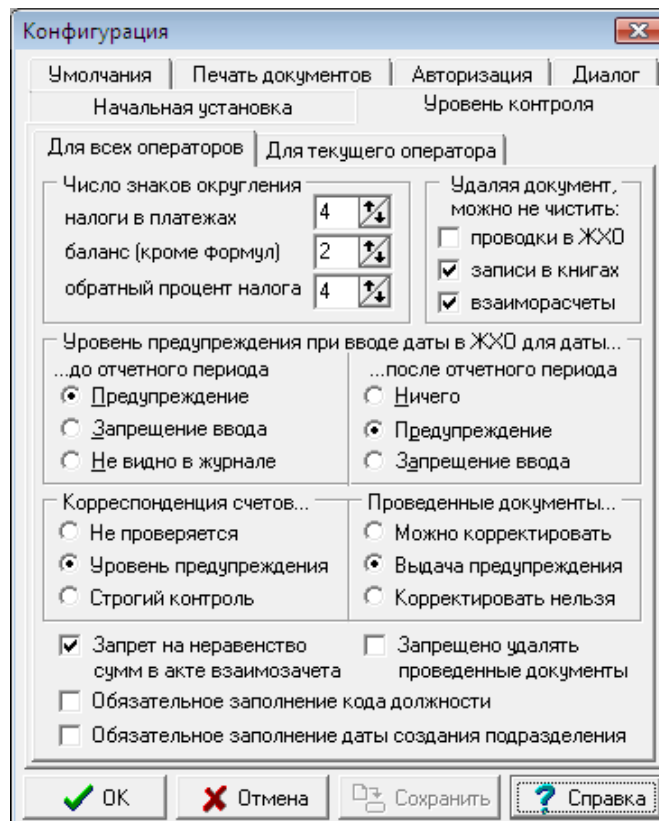 Конфигурация
Умолчания Печать документов Авторизация Диалог
Начальная установка Уровень контроля
Для всех операторов Для текущего оператора
Число знаков округления
налоги в платежах 4
баланс (кроме формул) 2
обратный процент налога 4
Удаляя документ,
можно не чистить:
проводки в ЖХО
записи в книгах
взаиморасчеты
Уровень предупреждения при вводе даты в ЖХО для даты...
...до отчетного периода
Предупреждение
Запрещение ввода
Не видно в журнале
...после отчетного периода
Ничего
Предупреждение
Запрещение ввода
Корреспонденция счетов...
Не проверяется
Уровень предупреждения
Строгий контроль
Проведенные документы...
Можно корректировать
Выдача предупреждения
Корректировать нельзя
Запрет на неравенство
сумм в акте взаимозачета
Запрещено удалять
проведенные документы
Обязательное заполнение кода должности
Обязательное заполнение даты создания подразделения
OK Отмена Сохранить Справка